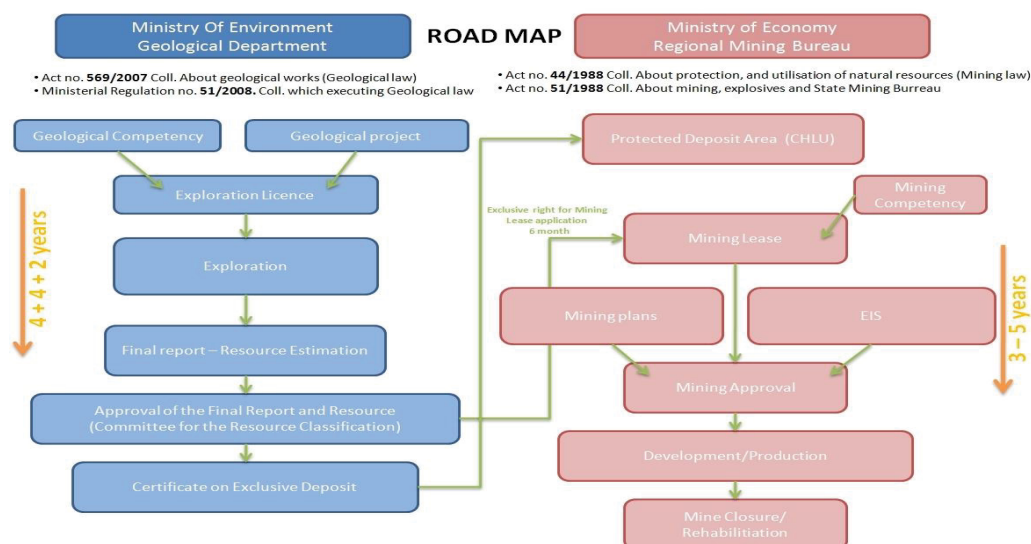 Ministry Of Environment
Geological Department
ROAD MAP
Ministry of Economy
Regional Mining Bureau
• Act no. 569/2007 Coll. About geological works (Geological law)
• Ministerial Regulation no. 51/2008. Coll. which executing Geological law
• Act no. 44/1988 Coll. About protection, and utilisation of natural resources (Mining law)
• Act no. 51/1988 Coll. About mining, explosives and State Mining Burreau
Geological Competency
Geological project
Exploration Licence
Exploration
Final report – Resource Estimation
Approval of the Final Report and Resource
(Committee for the Resource Classification)
Certificate on Exclusive Deposit
4 + 4 + 2 years
Protected Deposit Area (CHLU)
Exclusive right for Mining
Lease application
6 month
Mining
Competency
Mining Lease
Mining plans
EIS
Mining Approval
Development/Production
Mine Closure/
Rehabilitiation
3 – 5 years